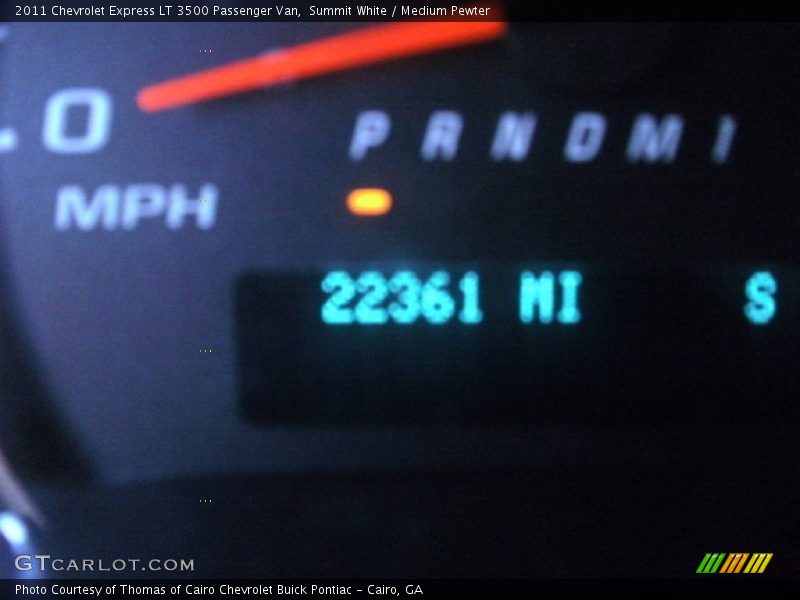 2011 Chevrolet Express LT 3500 Passenger Van, Summit White / Medium Pewter
0
P R N D M 1
MPH
22361 MI S
GTCARLOT.COM
Photo Courtesy of Thomas of Cairo Chevrolet Buick Pontiac - Cairo, GA